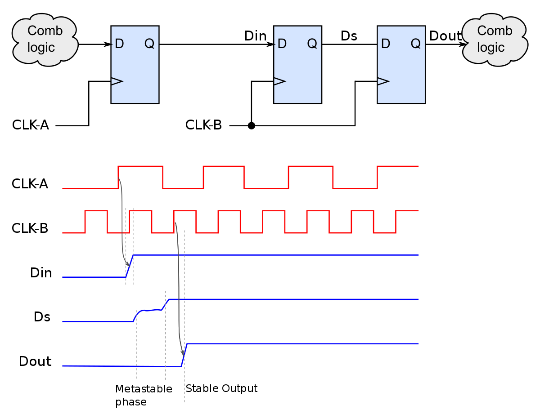 Comb
logic
D Q
Din
D Q
Ds
D Q
Dout
Comb
logic
CLK-A
CLK-B
CLK-A
CLK-B
Din
Ds
Dout
Metastable
phase
Stable Output